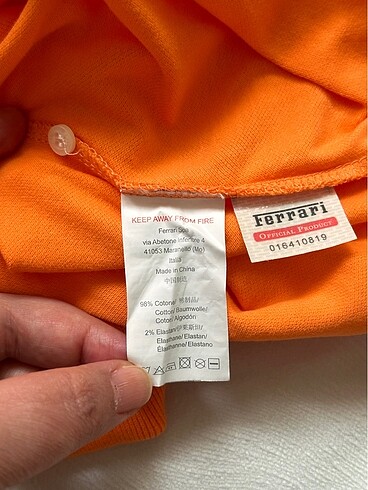 KEEP AWAY FROM FIRE
Ferrari SpA
via Abetone Inferiore 4
41053 Maranello (Mo)
Italia
Made in China
中国制造
98% Cotone/
Cotton/Baumwolle/
Coton/Algodón
2% Elastan/
Elasthanne/Elastan/
Élasthanne/Elastano
Ferrari
OFFICIAL PRODUCT
016410819